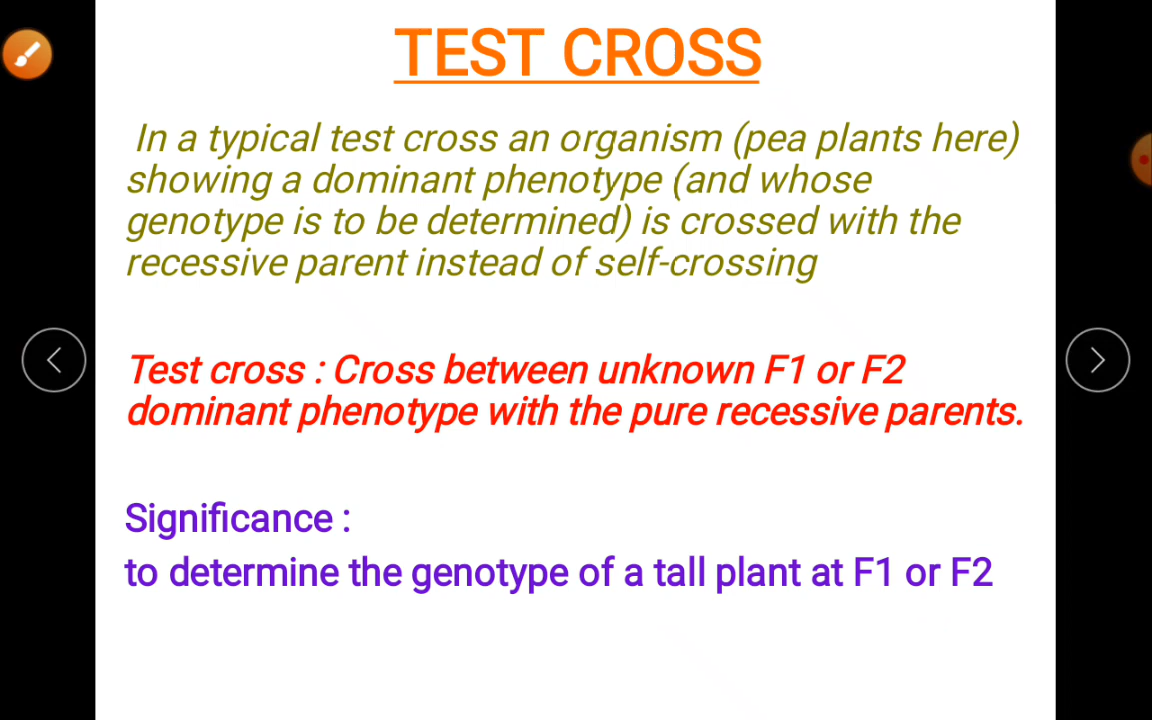 TEST CROSS
In a typical test cross an organism (pea plants here)
showing a dominant phenotype (and whose
genotype is to be determined) is crossed with the
recessive parent instead of self-crossing
Test cross : Cross between unknown F1 or F2
dominant phenotype with the pure recessive parents.
Significance :
to determine the genotype of a tall plant at F1 or F2